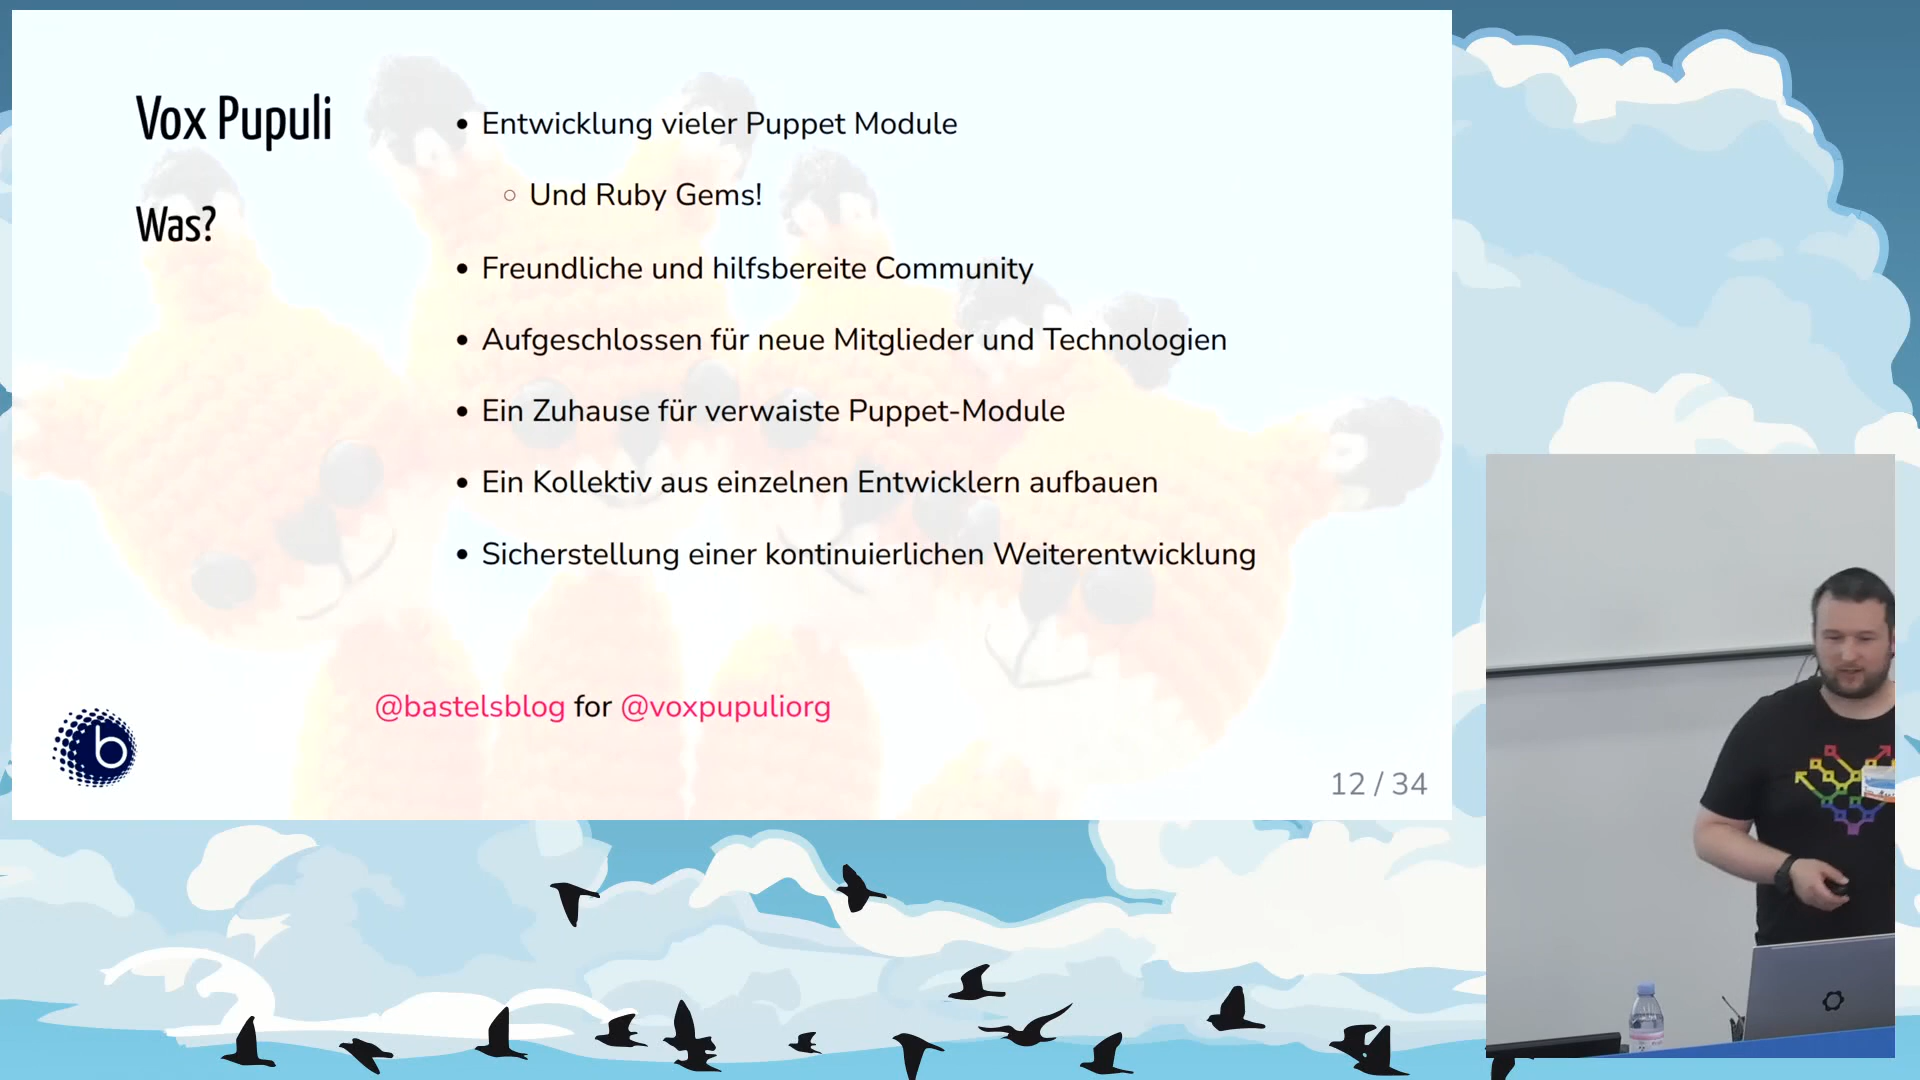 Vox Pupuli
Was?
• Entwicklung vieler Puppet Module
○ Und Ruby Gems!
• Freundliche und hilfsbereite Community
• Aufgeschlossen für neue Mitglieder und Technologien
• Ein Zuhause für verwaiste Puppet-Module
• Ein Kollektiv aus einzelnen Entwicklern aufbauen
• Sicherstellung einer kontinuierlichen Weiterentwicklung
@bastelsblog for @voxpupuliorg
b
12 / 34